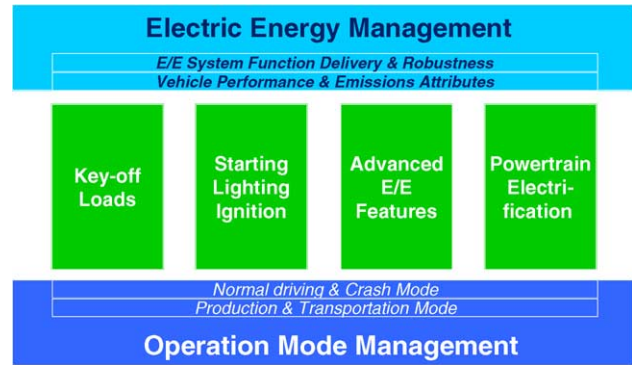 Electric Energy Management
E/E System Function Delivery & Robustness
Vehicle Performance & Emissions Attributes
Key-off
Loads
Starting
Lighting
Ignition
Advanced
E/E
Features
Powertrain
Electri-
fication
Normal driving & Crash Mode
Production & Transportation Mode
Operation Mode Management